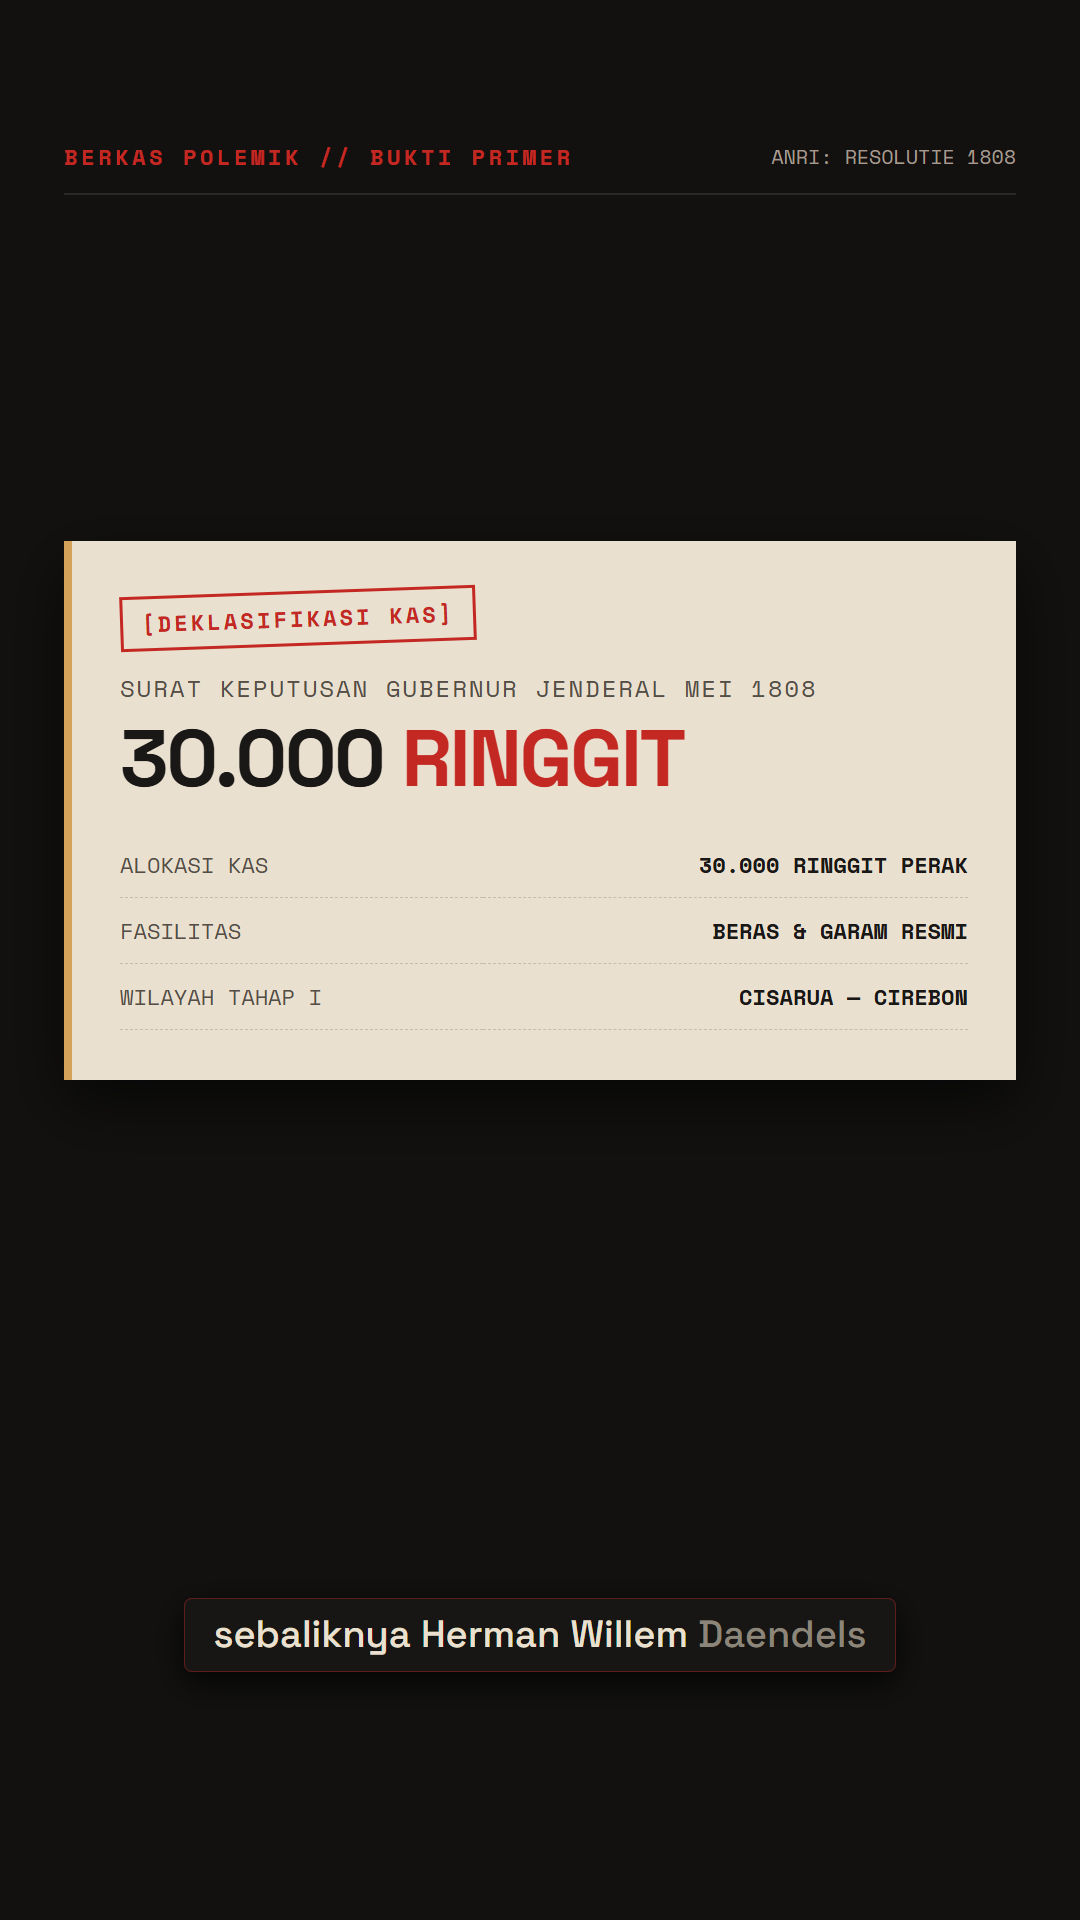 BERKAS POLEMIK // BUKTI PRIMER
ANRI: RESOLUTIE 1808
[DEKLASIFIKASI KAS]
SURAT KEPUTUSAN GUBERNUR JENDERAL MEI 1808
30.000 RINGGIT
ALOKASI KAS 30.000 RINGGIT PERAK
FASILITAS BERAS & GARAM RESMI
WILAYAH TAHAP I CISARUA — CIREBON
sebaliknya Herman Willem Daendels